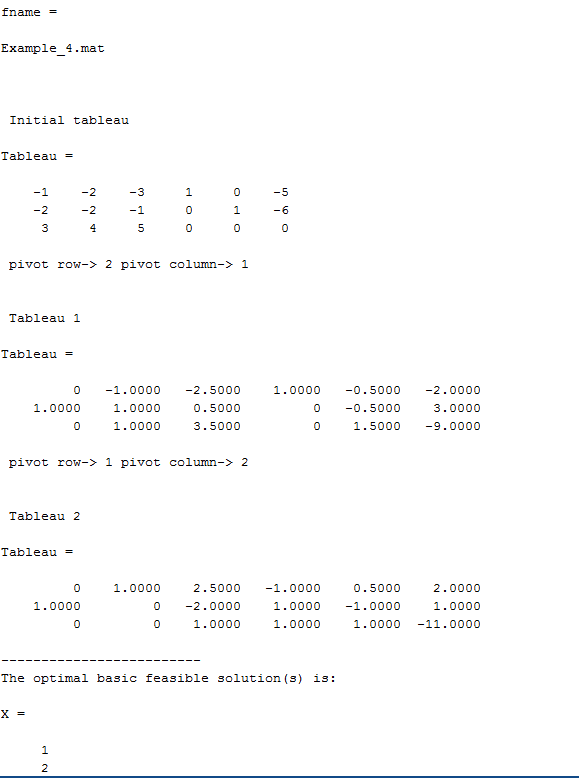 fname =
Example_4.mat
Initial tableau
Tableau =
-1 -2 -3 1 0 -5
-2 -2 -1 0 1 -6
3 4 5 0 0 0
pivot row-> 2 pivot column-> 1
Tableau 1
Tableau =
0 -1.0000 -2.5000 1.0000 -0.5000 -2.0000
1.0000 1.0000 0.5000 0 -0.5000 3.0000
0 1.0000 3.5000 0 1.5000 -9.0000
pivot row-> 1 pivot column-> 2
Tableau 2
Tableau =
0 1.0000 2.5000 -1.0000 0.5000 2.0000
1.0000 0 -2.0000 1.0000 -1.0000 1.0000
0 0 1.0000 1.0000 1.0000 -11.0000
-------------------------
The optimal basic feasible solution(s) is:
X =
1
2